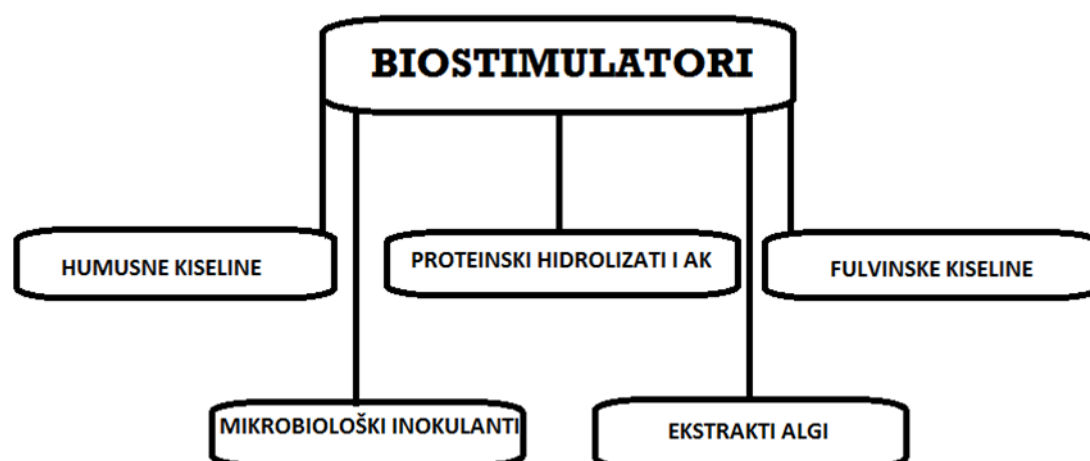 BIOSTIMULATORI
HUMUSNE KISELINE
PROTEINSKI HIDROLIZATI I AK
FULVINSKE KISELINE
MIKROBIOLOŠKI INOKULANTI
EKSTRAKTI ALGI